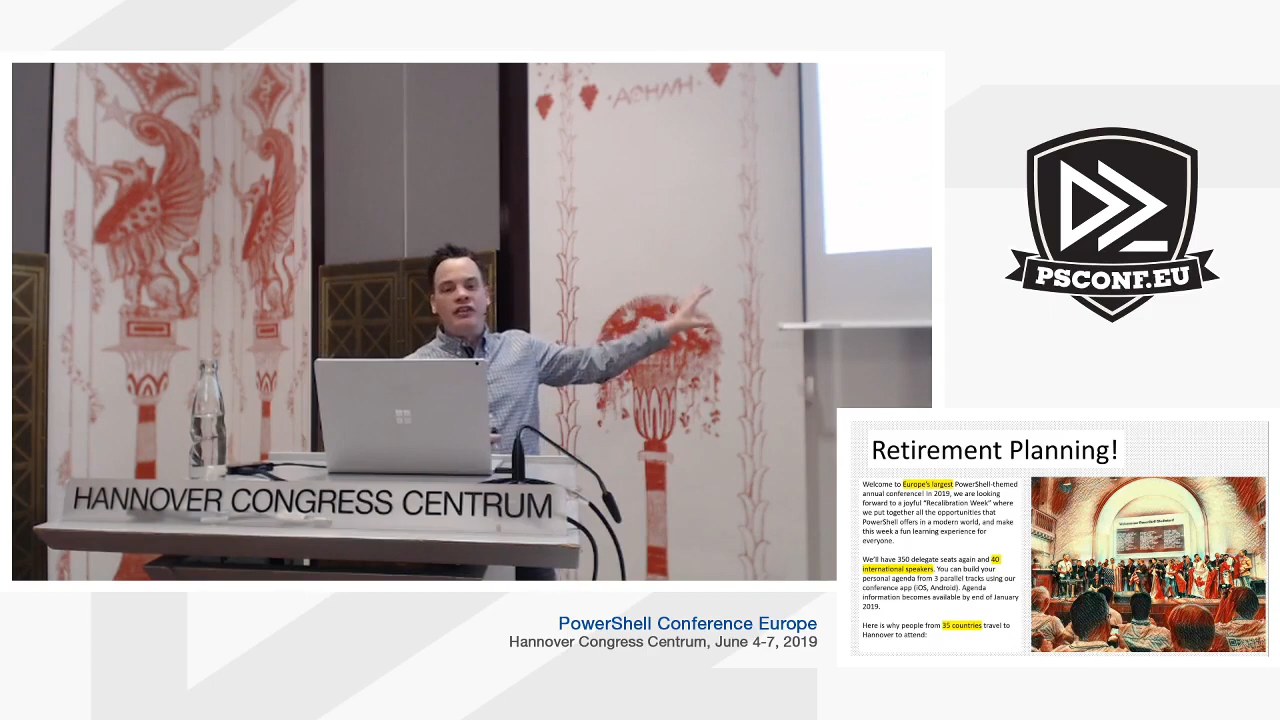 AΘHNH
HANNOVER CONGRESS CENTRUM
PSCONF.EU
Retirement Planning!
Welcome to Europe's largest PowerShell-themed
annual conference! In 2019, we are looking
forward to a joyful "Recalibration Week" where
we put together all the opportunities that
PowerShell offers in a modern world, and make
this week a fun learning experience for
everyone.
We'll have 350 delegate seats again and 40
international speakers. You can build your
personal agenda from 3 parallel tracks using our
conference app (iOS, Android). Agenda
information becomes available by end of January
2019.
Here is why people from 35 countries travel to
Hannover to attend:
PowerShell Conference Europe
Hannover Congress Centrum, June 4-7, 2019